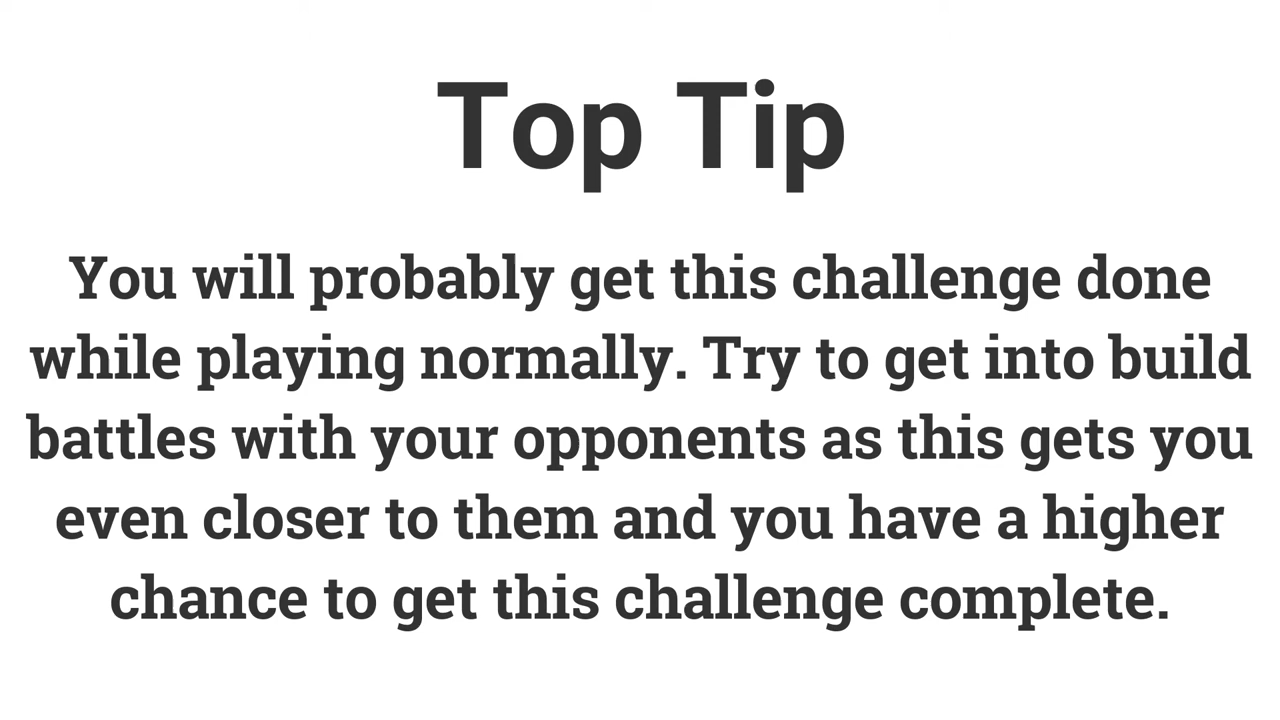 Top Tip
You will probably get this challenge done
while playing normally. Try to get into build
battles with your opponents as this gets you
even closer to them and you have a higher
chance to get this challenge complete.